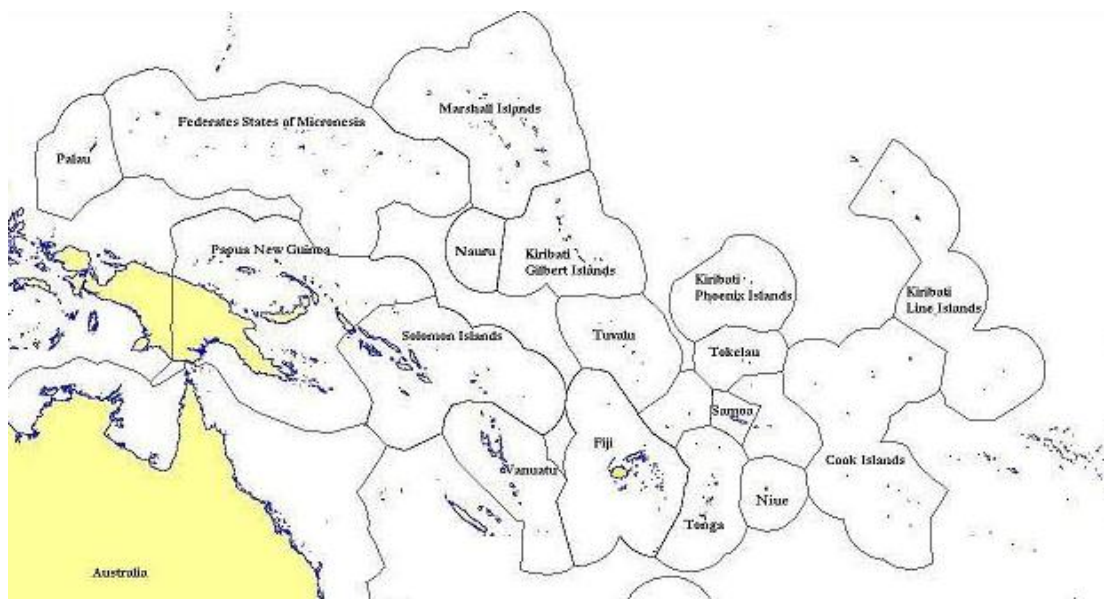 Marshall Islands
Federates States of Micronesia
Palau
Papua New Guinea
Nauru
Kiribati
Gilbert Islands
Kiribati
Phoenix Islands
Kiribati
Line Islands
Solomon Islands
Tuvalu
Tokelau
Samoa
Fiji
Vanuatu
Cook Islands
Niue
Tonga
Australia